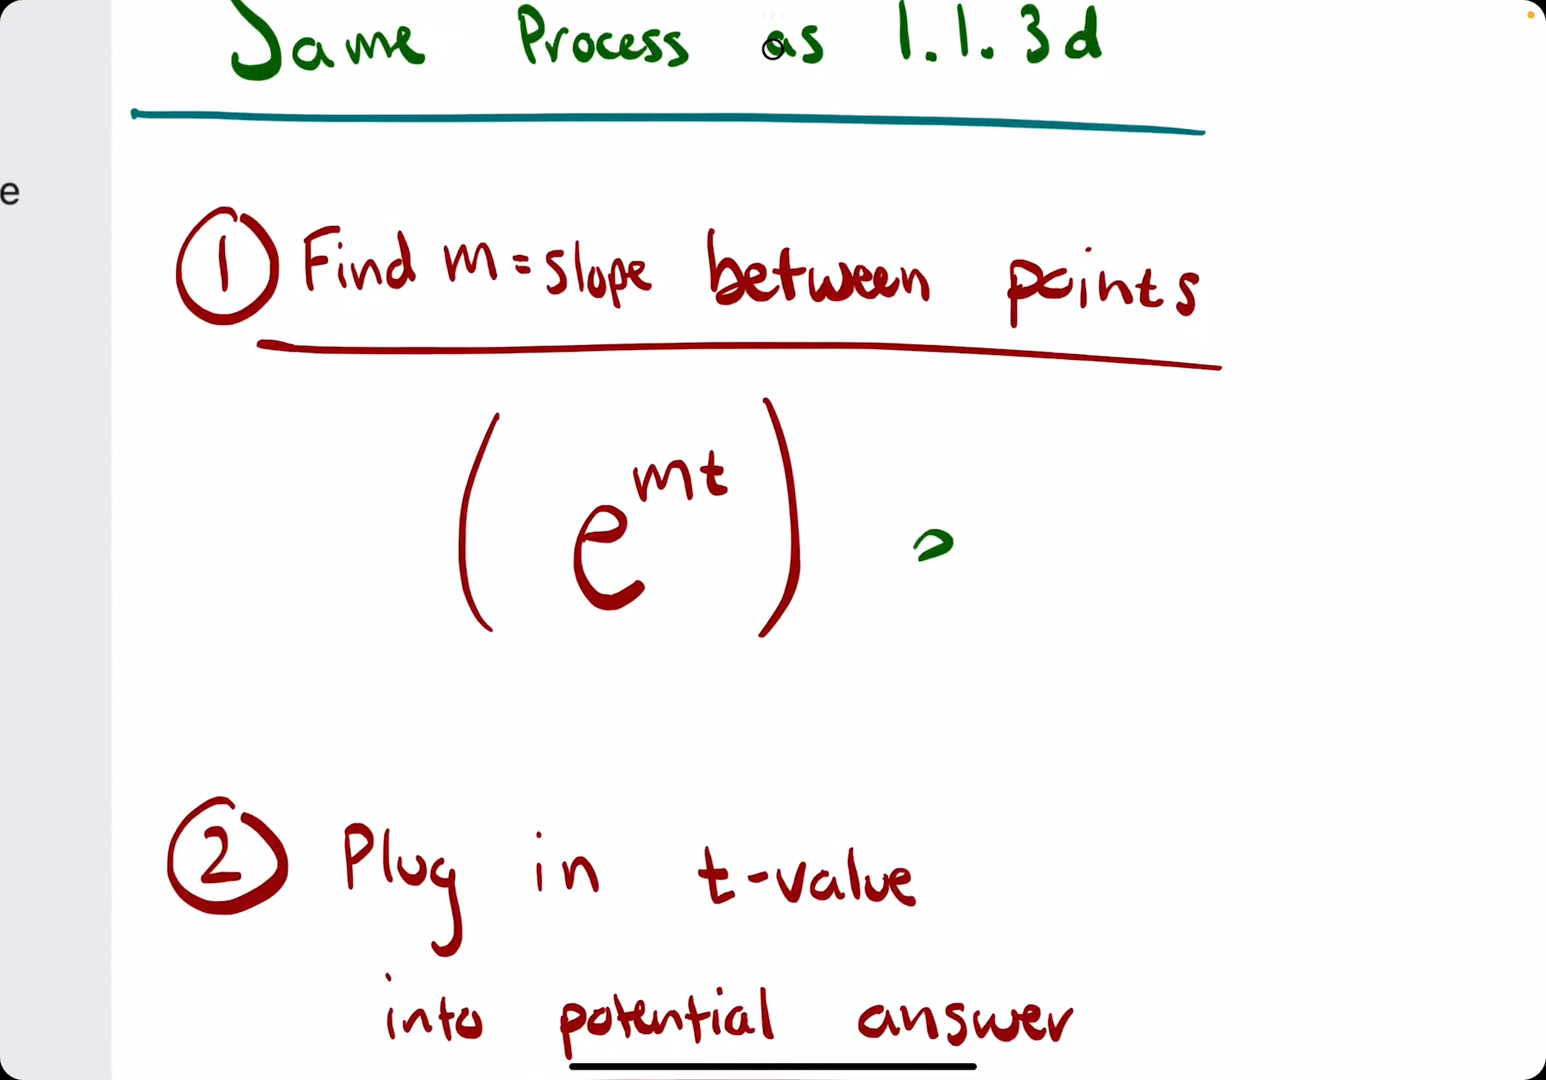 Same Process as 1.1.3d
e
① Find m = slope between points
(e^{mt})
② Plug in t-value
into potential answer